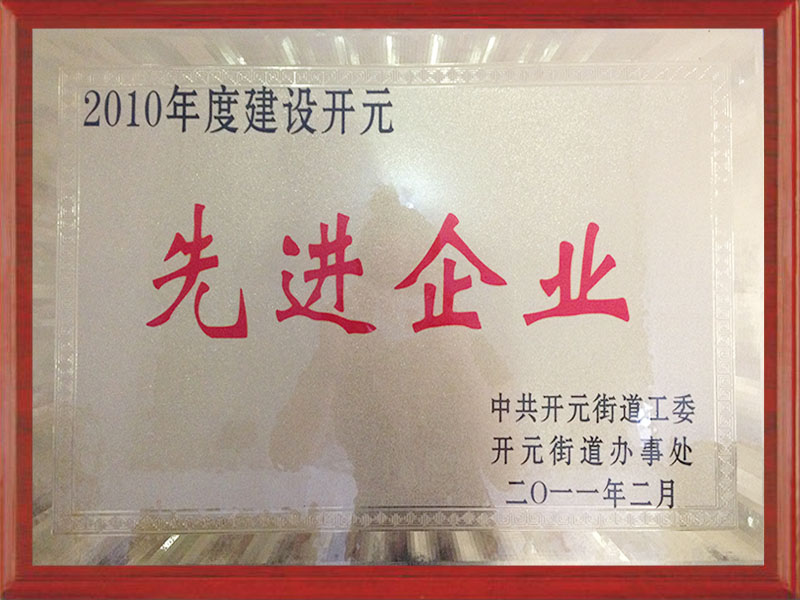 2010年度建设开元
先进企业
中共开元街道工委
开元街道办事处
二〇一一年二月